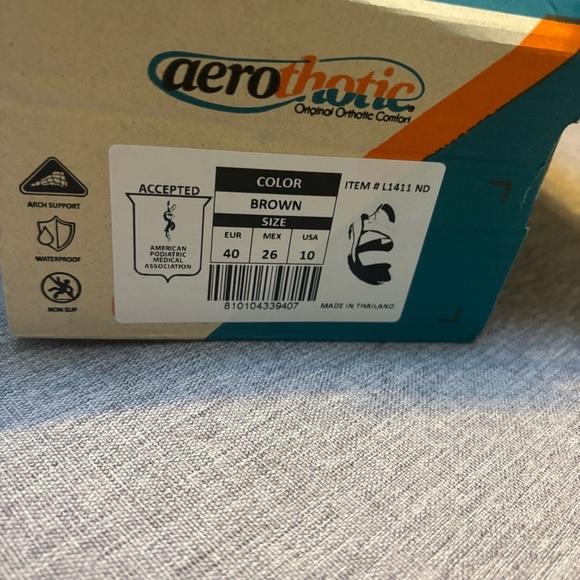 aerothotic
Original Orthotic Comfort
ARCH SUPPORT
WATERPROOF
NON SLIP
ACCEPTED
AMERICAN
PODIATRIC
MEDICAL
ASSOCIATION
COLOR
BROWN
SIZE
EUR MEX USA
40 26 10
810104339407
ITEM # L1411 ND
MADE IN THAILAND